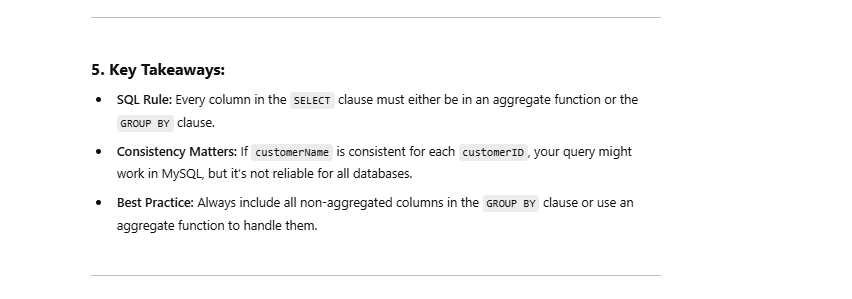 5. Key Takeaways:
• SQL Rule: Every column in the SELECT clause must either be in an aggregate function or the
GROUP BY clause.
• Consistency Matters: If customerName is consistent for each customerID, your query might
work in MySQL, but it's not reliable for all databases.
• Best Practice: Always include all non-aggregated columns in the GROUP BY clause or use an
aggregate function to handle them.